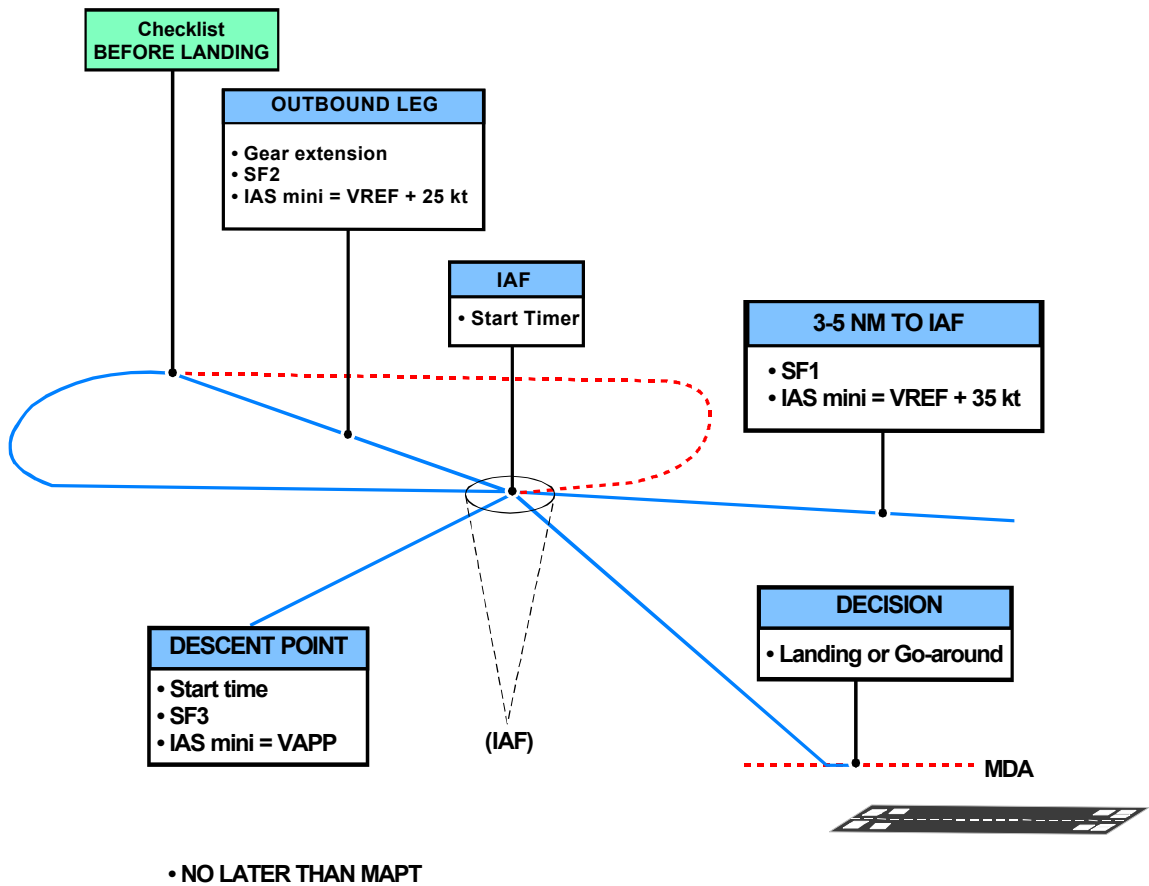 Checklist
BEFORE LANDING
OUTBOUND LEG
• Gear extension
• SF2
• IAS mini = VREF + 25 kt
IAF
• Start Timer
3-5 NM TO IAF
• SF1
• IAS mini = VREF + 35 kt
DESCENT POINT
• Start time
• SF3
• IAS mini = VAPP
(IAF)
DECISION
• Landing or Go-around
MDA
• NO LATER THAN MAPT